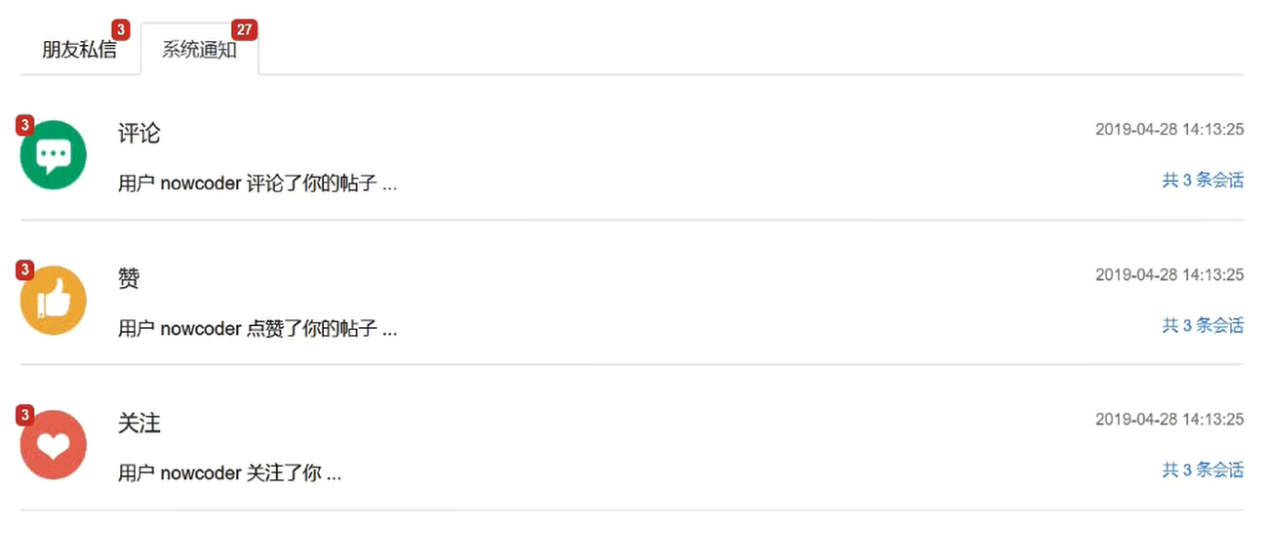 朋友私信 3 系统通知 27
3 评论 2019-04-28 14:13:25
用户 nowcoder 评论了你的帖子 ... 共 3 条会话
3 赞 2019-04-28 14:13:25
用户 nowcoder 点赞了你的帖子 ... 共 3 条会话
3 关注 2019-04-28 14:13:25
用户 nowcoder 关注了你 ... 共 3 条会话